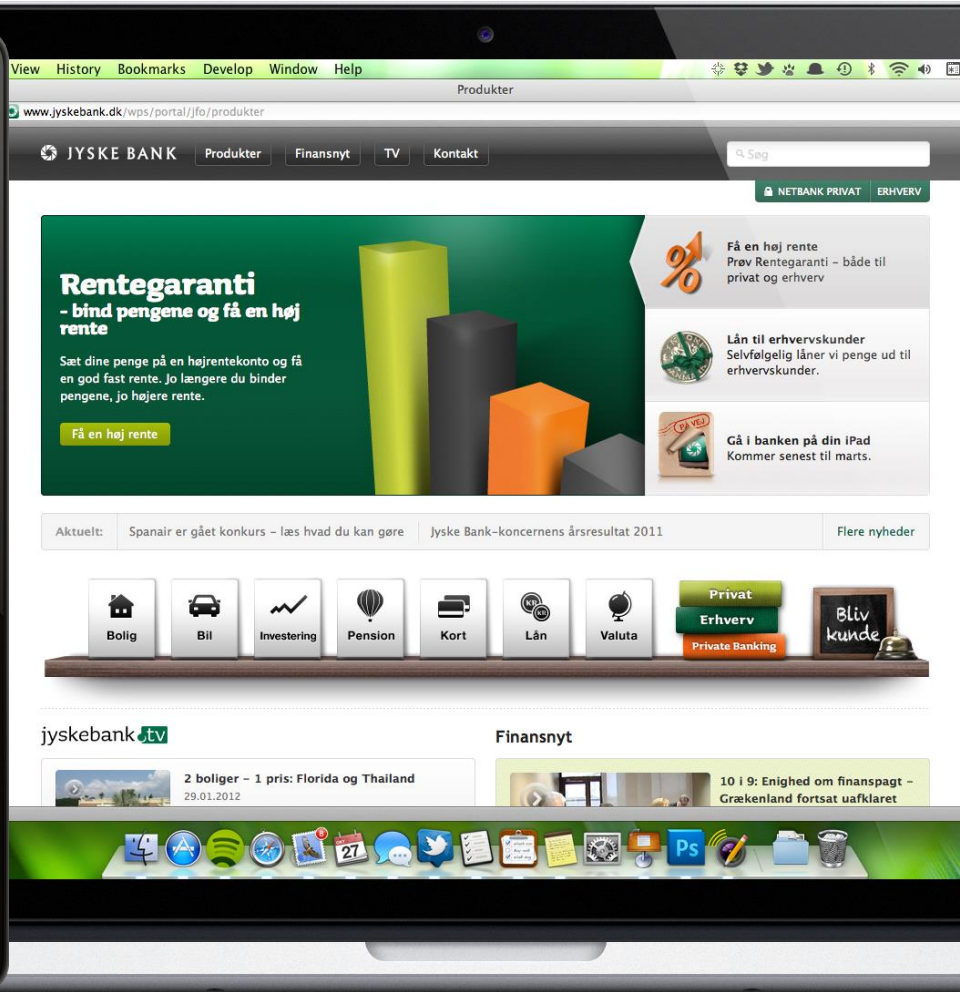 View History Bookmarks Develop Window Help
Produkter
www.jyskebank.dk/wps/portal/jfo/produkter
JYSKE BANK Produkter Finansnyt TV Kontakt Søg
NETBANK PRIVAT ERHVERV
Rentegaranti
- bind pengene og få en høj
rente
Sæt dine penge på en højrentekonto og få
en god fast rente. Jo længere du binder
pengene, jo højere rente.
Få en høj rente
Få en høj rente
Prøv Rentegaranti – både til
privat og erhverv
Lån til erhvervskunder
Selvfølgelig låner vi penge ud til
erhvervskunder.
PÅ VEJ
Gå i banken på din iPad
Kommer senest til marts.
Aktuelt: Spanair er gået konkurs – læs hvad du kan gøre Jyske Bank-koncernens årsresultat 2011 Flere nyheder
KR
KR
Bolig Bil Investering Pension Kort Lån Valuta
Privat
Erhverv
Private Banking
Bliv
kunde
jyskebank.tv
Finansnyt
2 boliger – 1 pris: Florida og Thailand
29.01.2012
10 i 9: Enighed om finanspagt –
Grækenland fortsat uafklaret
8
27
Ps